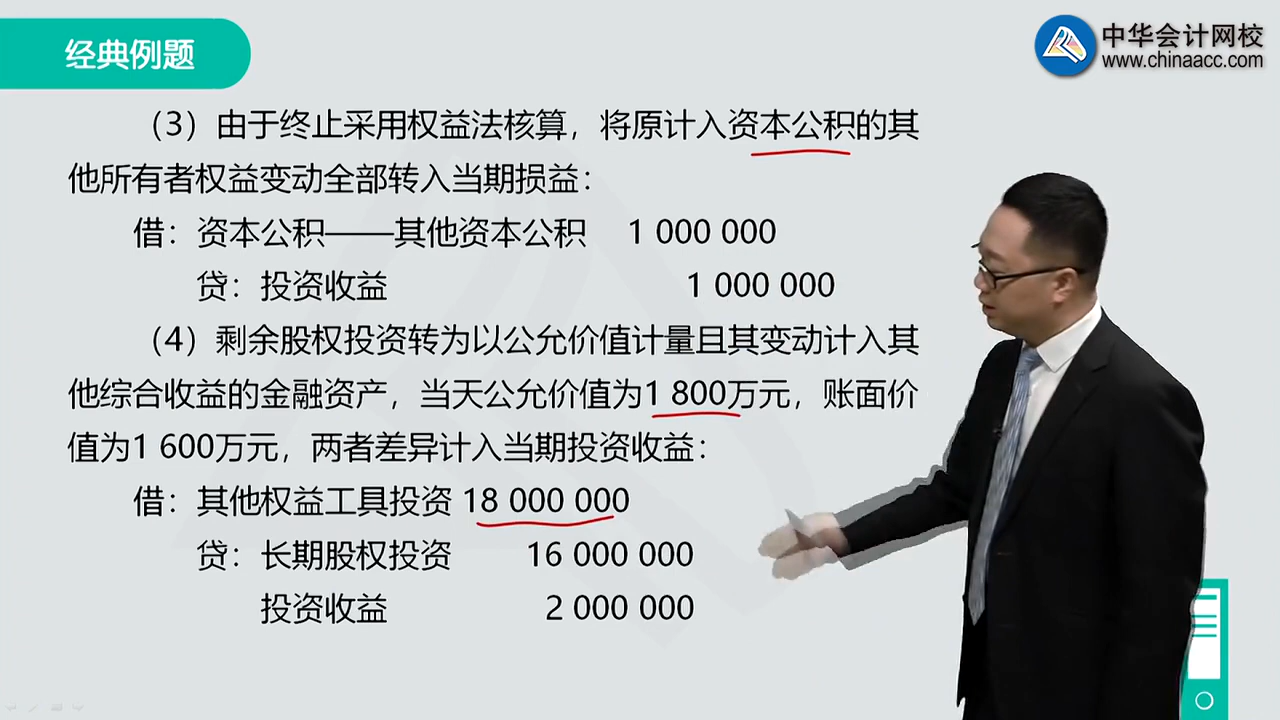 经典例题
中华会计网校
www.chinaacc.com
（3）由于终止采用权益法核算，将原计入资本公积的其
他所有者权益变动全部转入当期损益：
借：资本公积——其他资本公积 1 000 000
贷：投资收益 1 000 000
（4）剩余股权投资转为以公允价值计量且其变动计入其
他综合收益的金融资产，当天公允价值为1 800万元，账面价
值为1 600万元，两者差异计入当期投资收益：
借：其他权益工具投资 18 000 000
贷：长期股权投资 16 000 000
投资收益 2 000 000